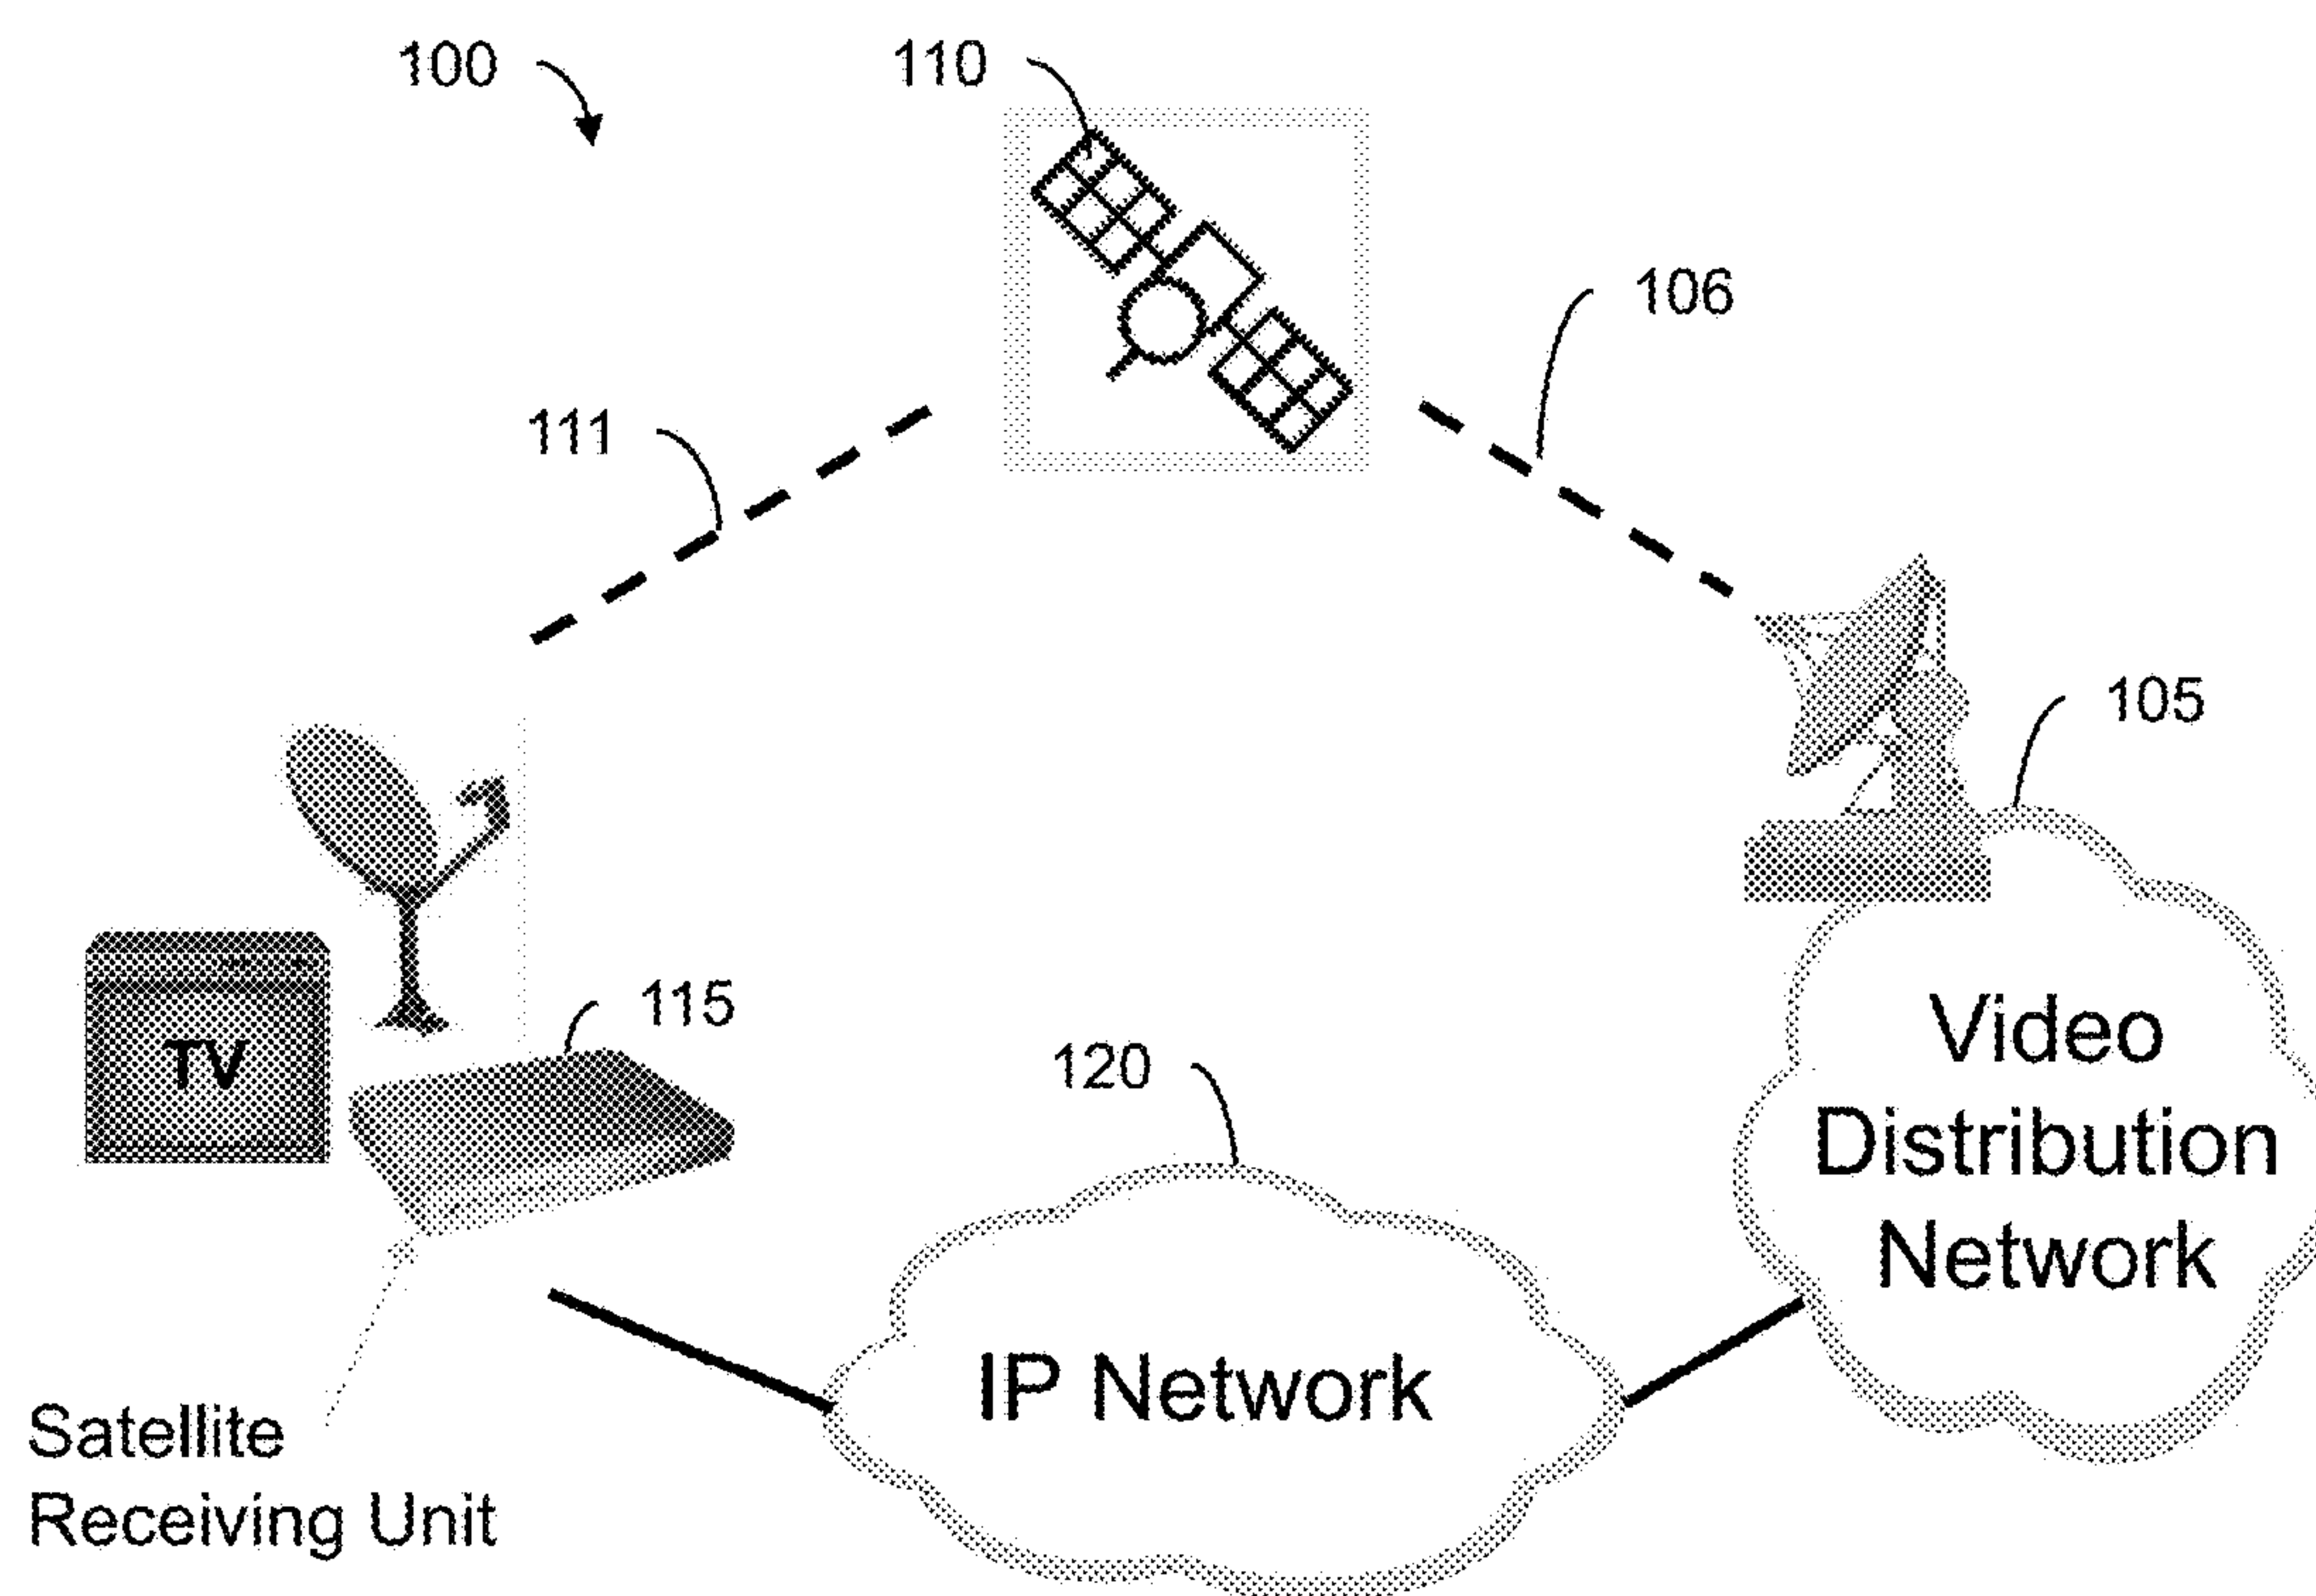 100
110
106
111
105
115
TV
120
Video
Distribution
Network
IP Network
Satellite
Receiving Unit